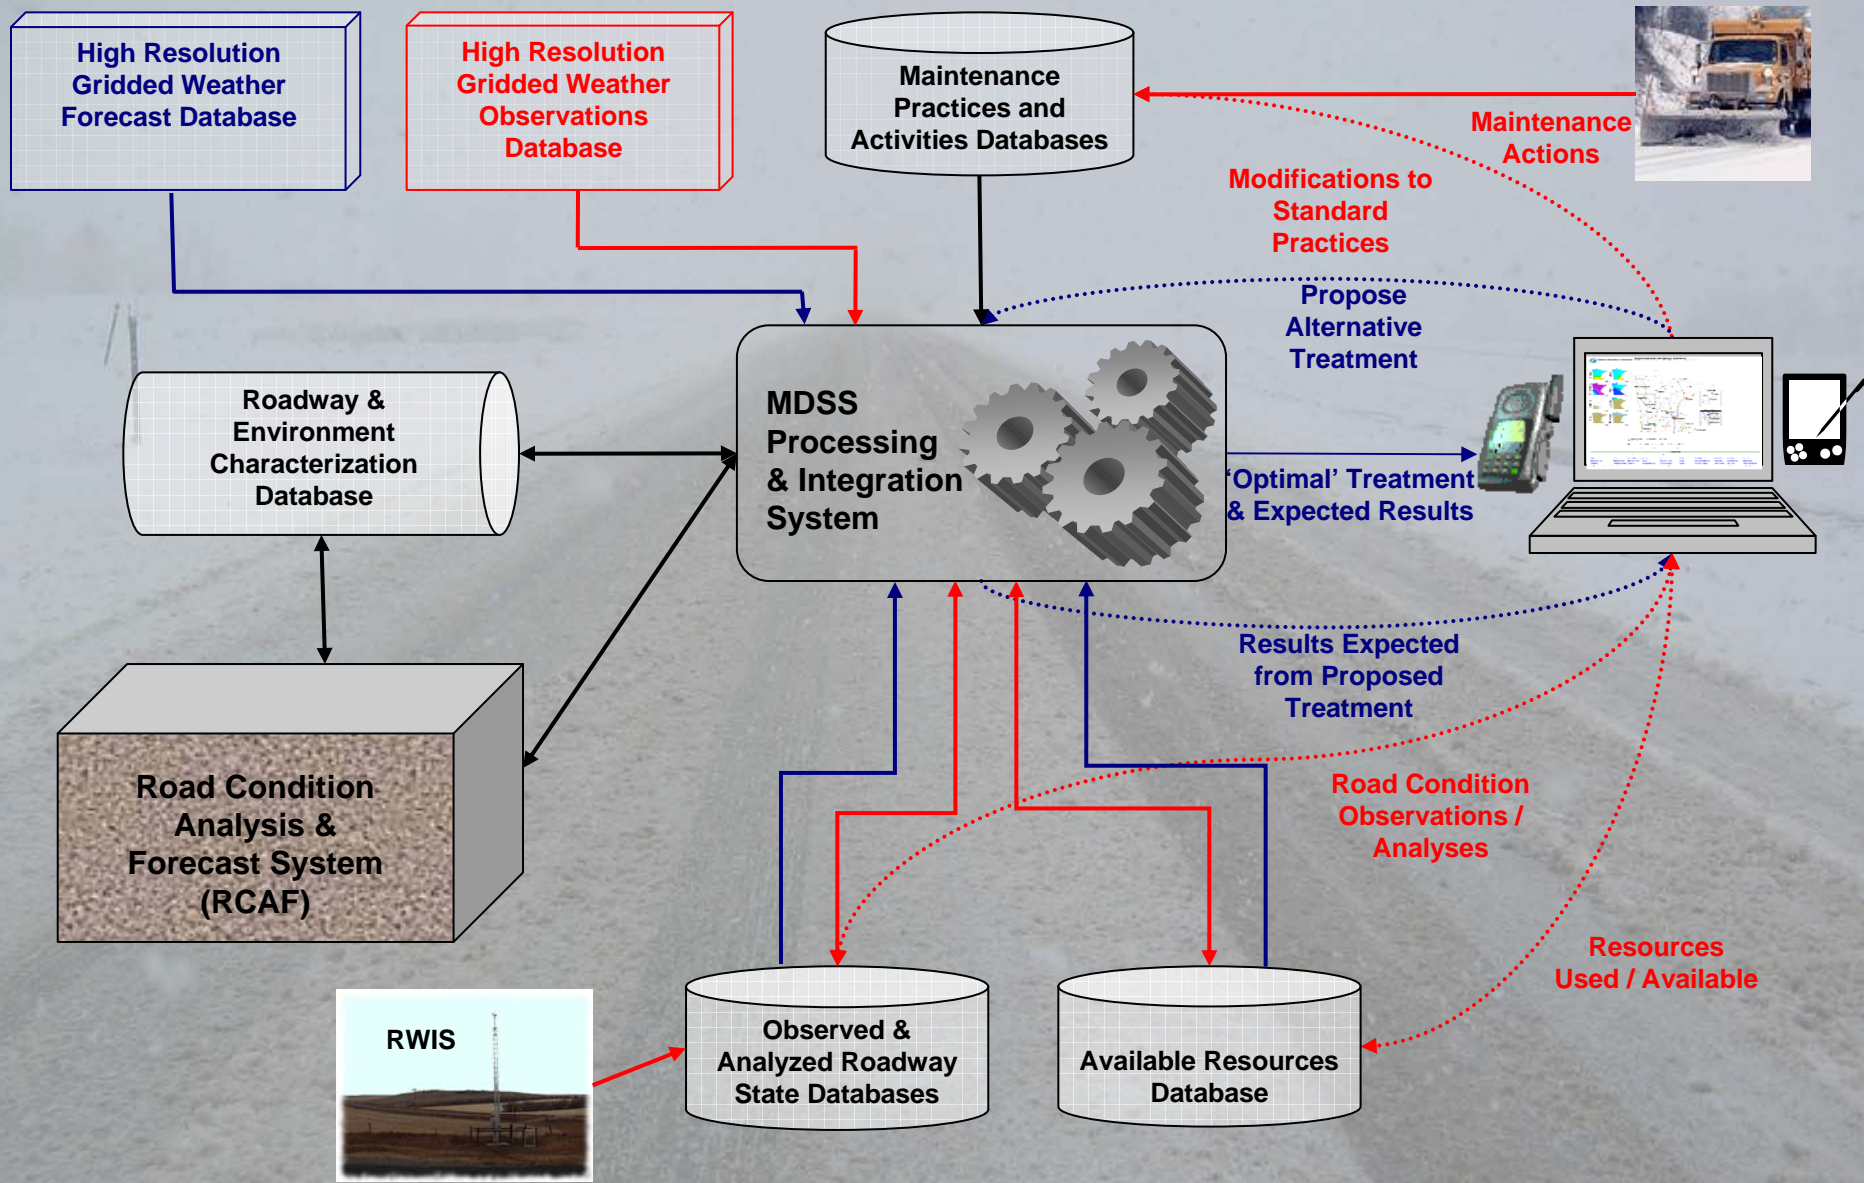 High Resolution
Gridded Weather
Forecast Database
High Resolution
Gridded Weather
Observations
Database
Maintenance
Practices and
Activities Databases
Maintenance
Actions
Modifications to
Standard
Practices
Propose
Alternative
Treatment
Roadway &
Environment
Characterization
Database
MDSS
Processing
& Integration
System
‘Optimal’ Treatment
& Expected Results
Results Expected
from Proposed
Treatment
Road Condition
Analysis &
Forecast System
(RCAF)
Road Condition
Observations /
Analyses
Resources
Used / Available
RWIS
Observed &
Analyzed Roadway
State Databases
Available Resources
Database